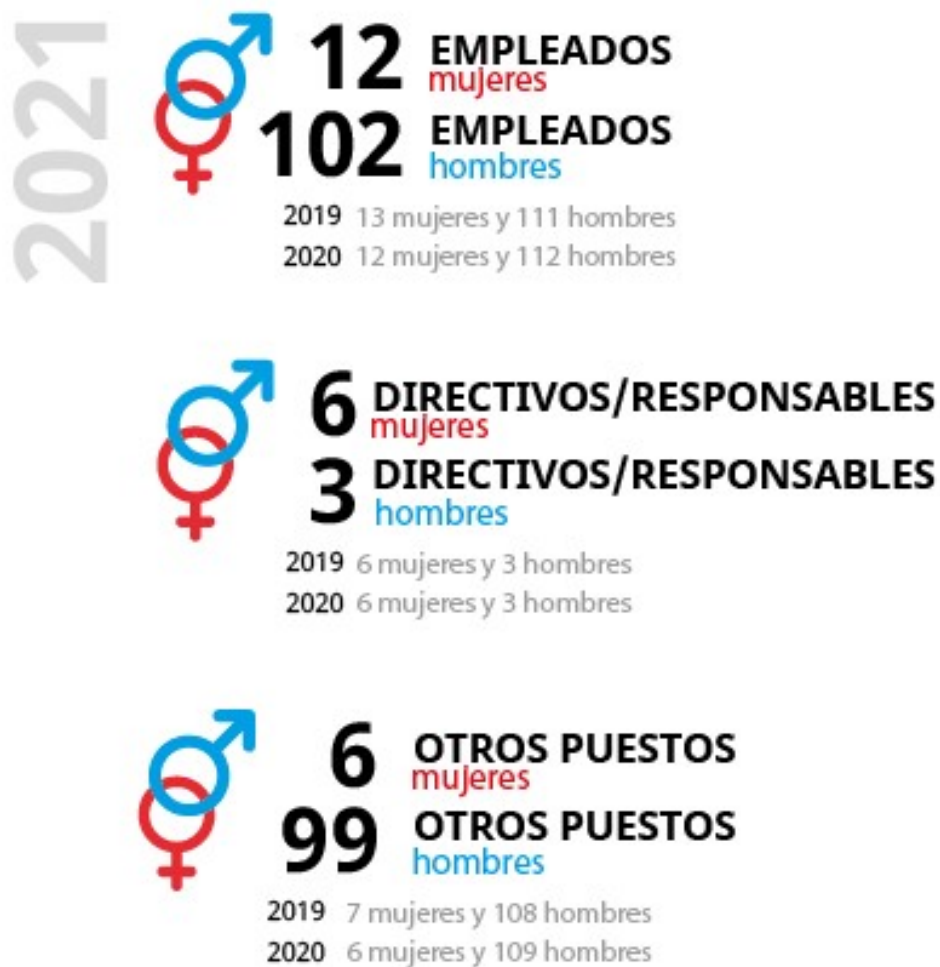 2021
12 EMPLEADOS
mujeres
102 EMPLEADOS
hombres
2019 13 mujeres y 111 hombres
2020 12 mujeres y 112 hombres
6 DIRECTIVOS/RESPONSABLES
mujeres
3 DIRECTIVOS/RESPONSABLES
hombres
2019 6 mujeres y 3 hombres
2020 6 mujeres y 3 hombres
6 OTROS PUESTOS
mujeres
99 OTROS PUESTOS
hombres
2019 7 mujeres y 108 hombres
2020 6 mujeres y 109 hombres